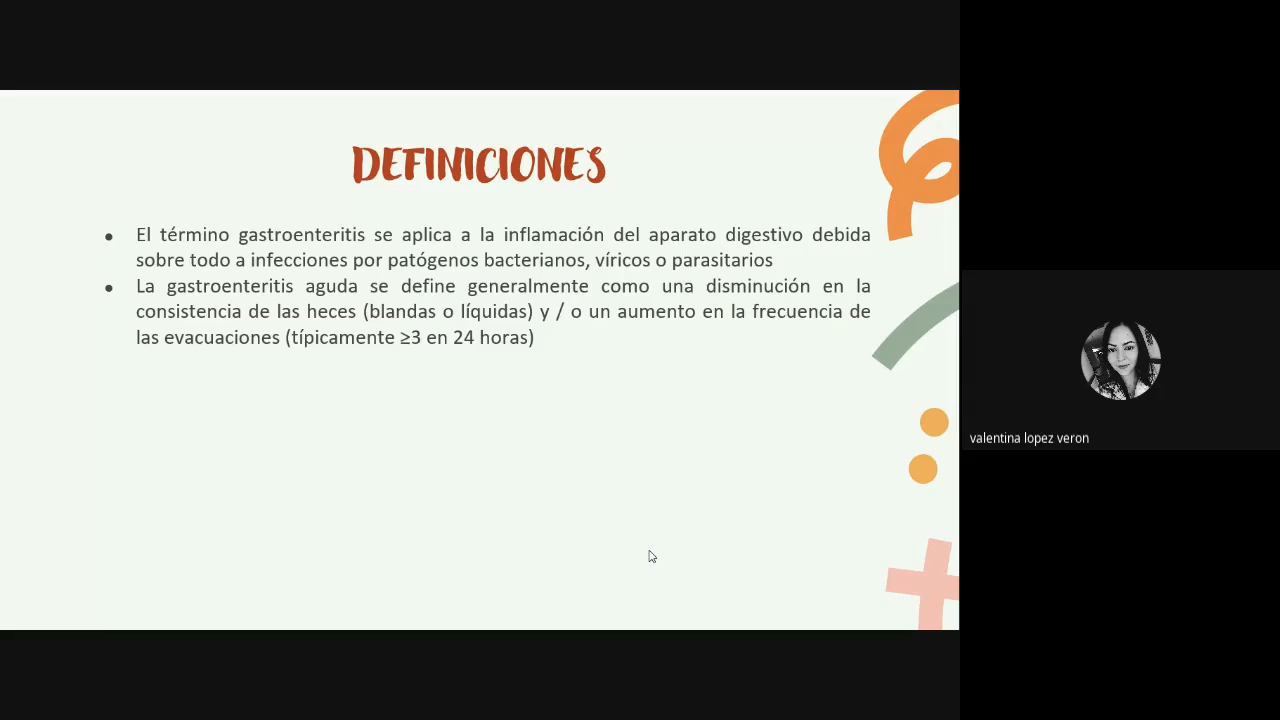 DEFINICIONES
● El término gastroenteritis se aplica a la inflamación del aparato digestivo debida
sobre todo a infecciones por patógenos bacterianos, víricos o parasitarios
● La gastroenteritis aguda se define generalmente como una disminución en la
consistencia de las heces (blandas o líquidas) y / o un aumento en la frecuencia de
las evacuaciones (típicamente ≥3 en 24 horas)
valentina lopez veron